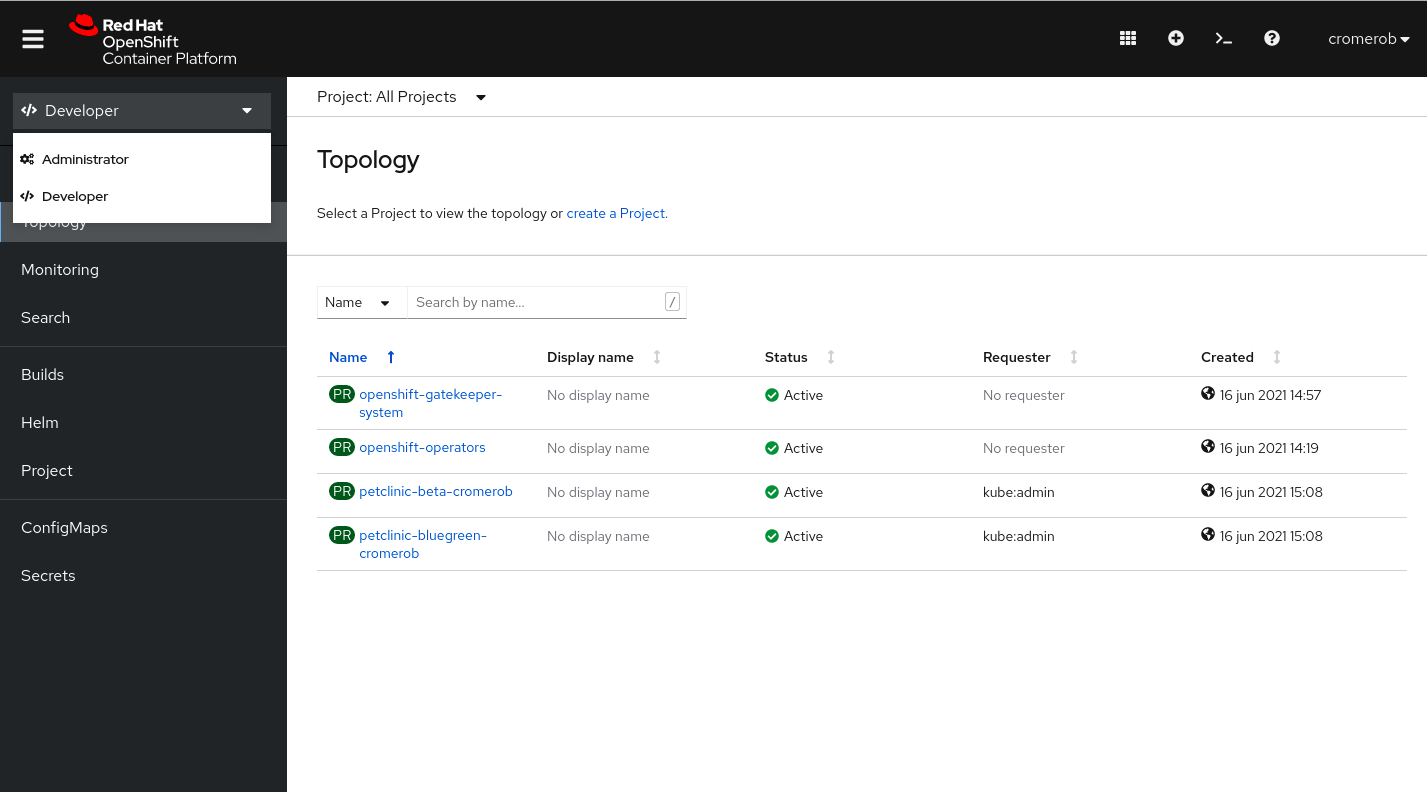 Red Hat
OpenShift
Container Platform
cromerob
Developer
Administrator
Developer
Topology
Monitoring
Search
Builds
Helm
Project
ConfigMaps
Secrets
Project: All Projects
Topology
Select a Project to view the topology or create a Project.
Name Search by name... /
Name Display name Status Requester Created
PR openshift-gatekeeper- No display name Active No requester 16 jun 2021 14:57
system
PR openshift-operators No display name Active No requester 16 jun 2021 14:19
PR petclinic-beta-cromerob No display name Active kube:admin 16 jun 2021 15:08
PR petclinic-bluegreen- No display name Active kube:admin 16 jun 2021 15:08
cromerob